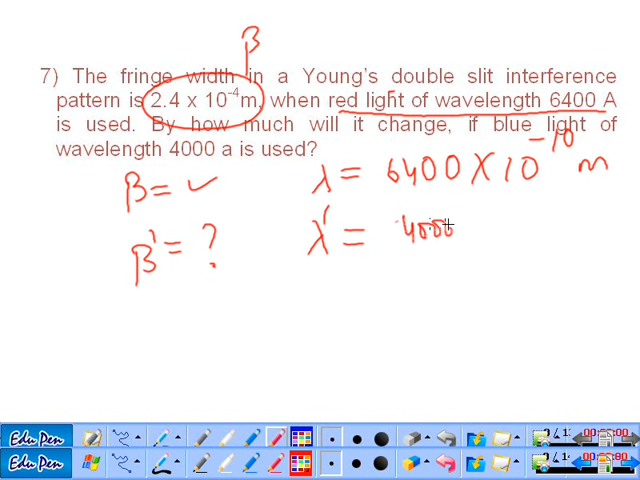 β
7) The fringe width in a Young's double slit interference
pattern is 2.4 x 10⁻⁴m, when red light of wavelength 6400 A
is used. By how much will it change, if blue light of
wavelength 4000 a is used?
β = ✓ λ = 6400 × 10⁻¹⁰ m
β' = ? λ' = 4000
Edu Pen
Edu Pen